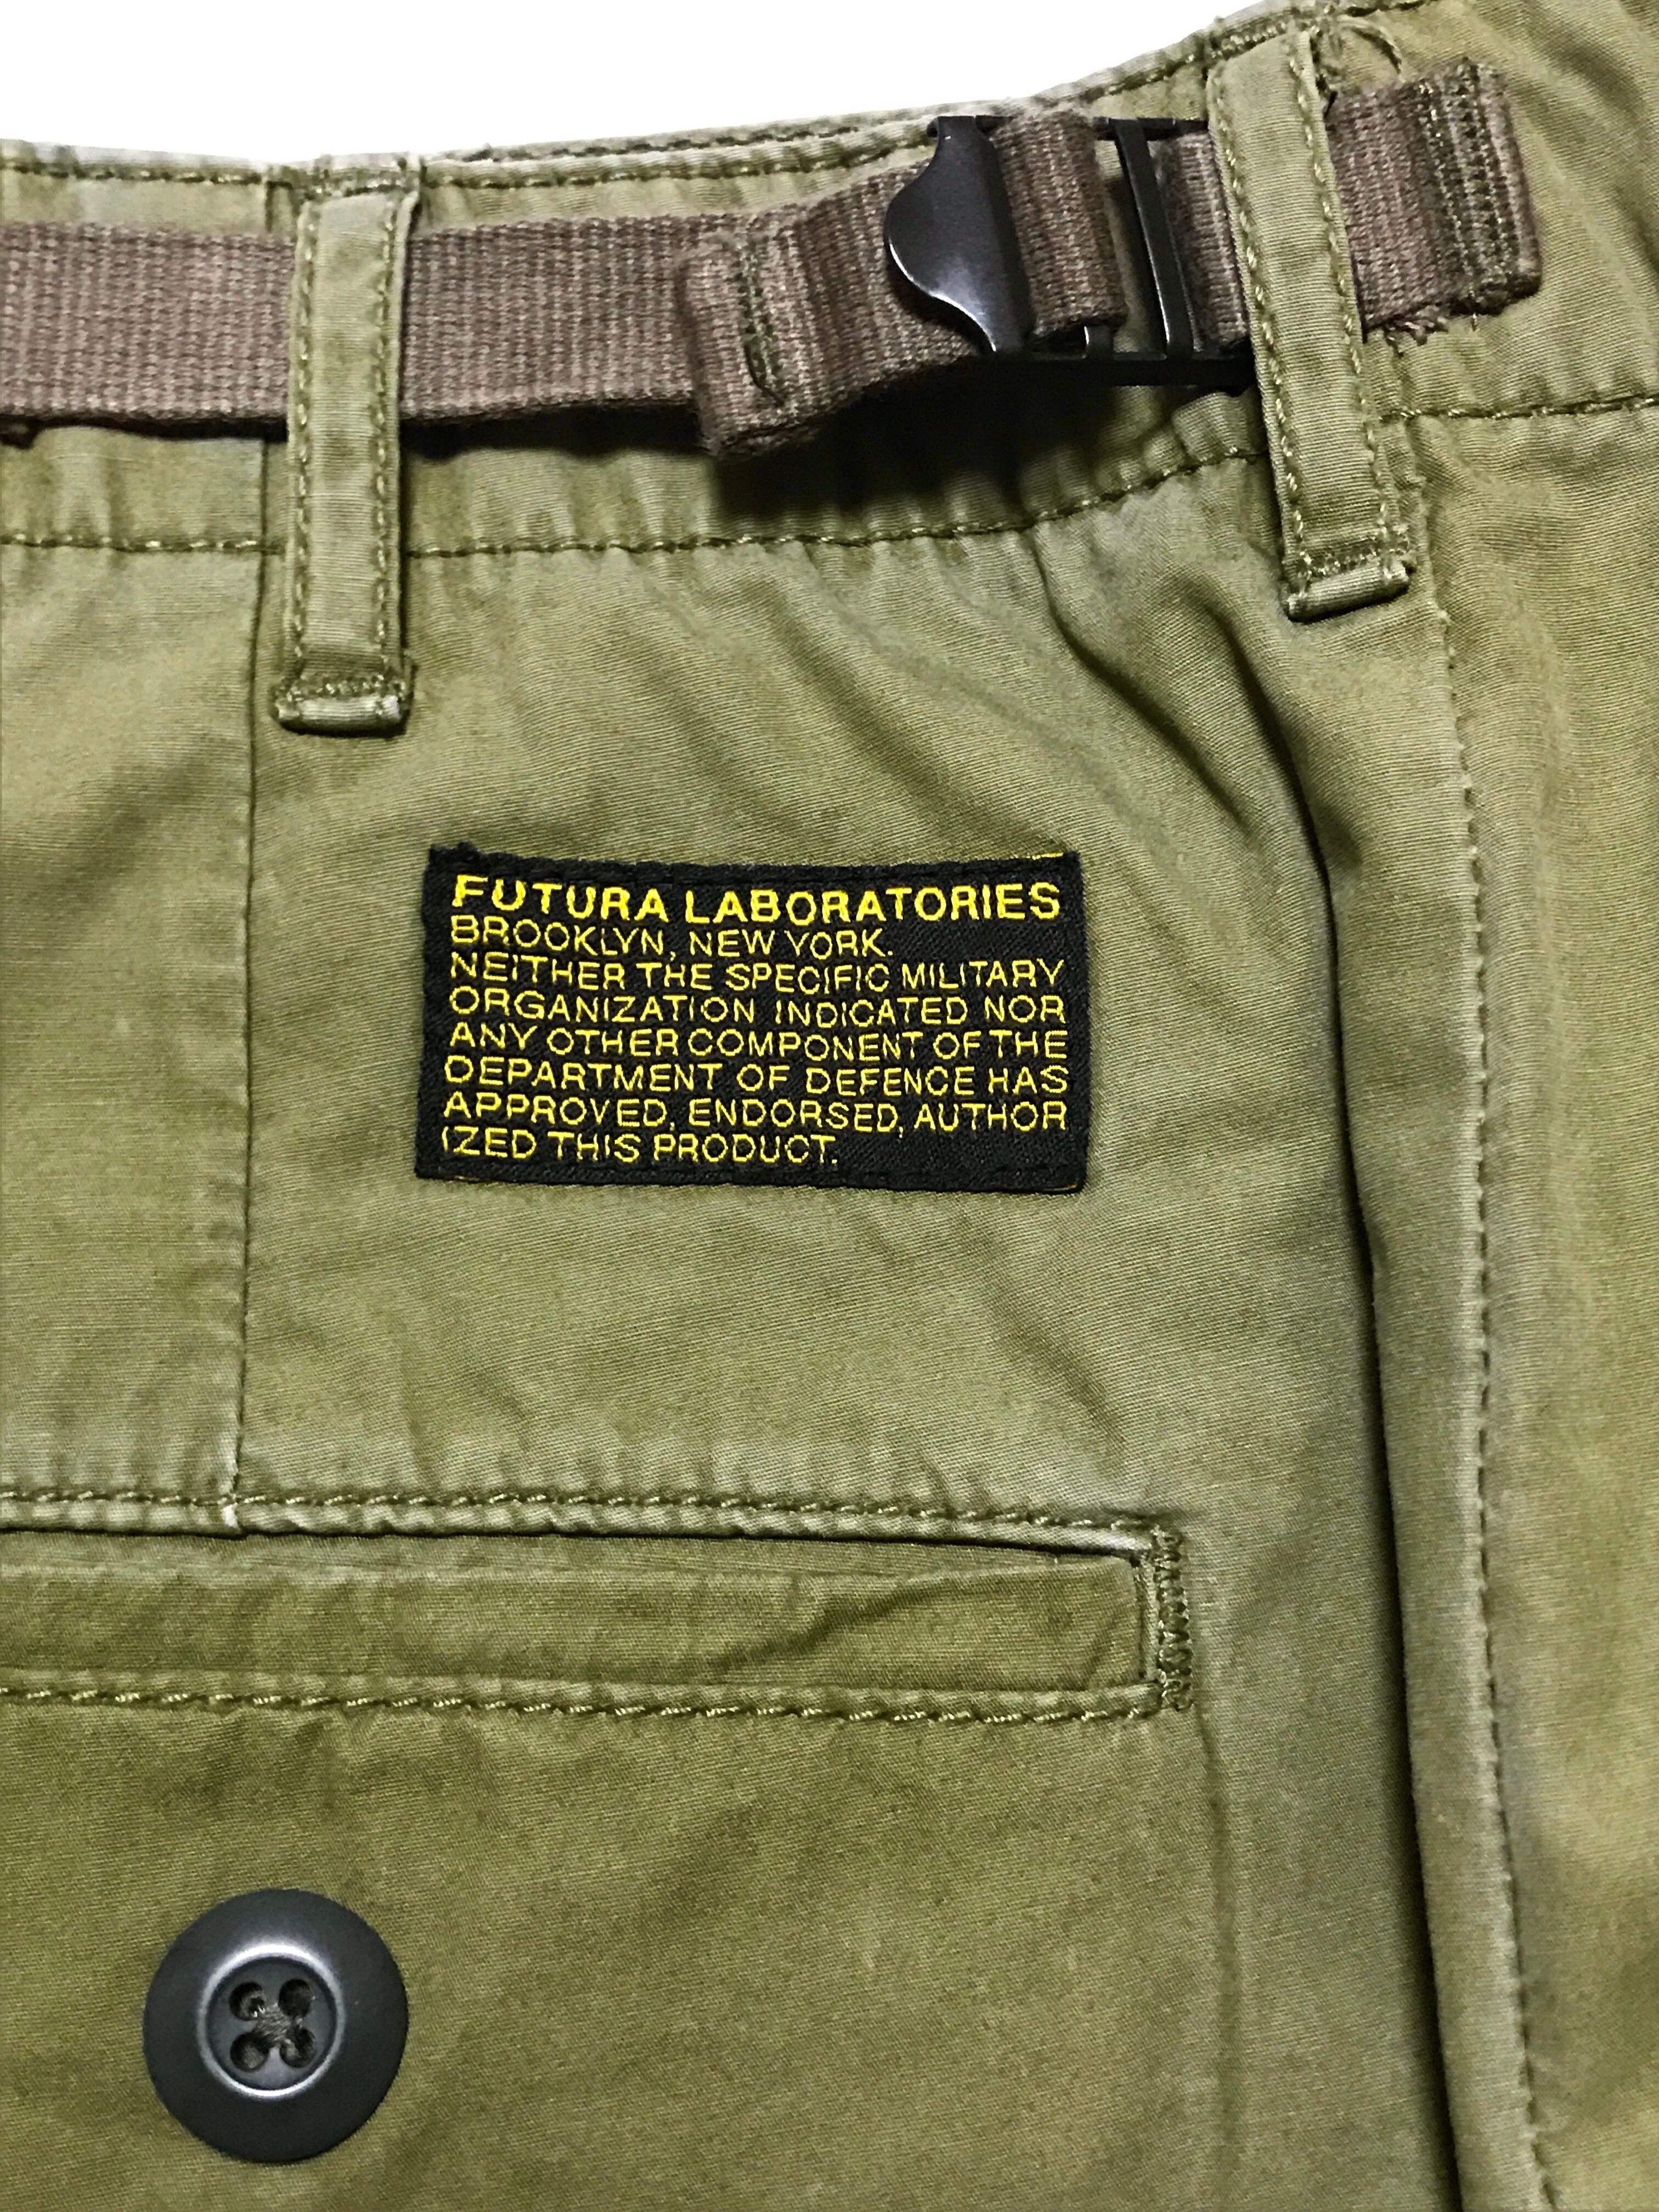 FUTURA LABORATORIES
BROOKLYN, NEW YORK.
NEITHER THE SPECIFIC MILITARY
ORGANIZATION INDICATED NOR
ANY OTHER COMPONENT OF THE
DEPARTMENT OF DEFENCE HAS
APPROVED, ENDORSED, AUTHOR
IZED THIS PRODUCT.